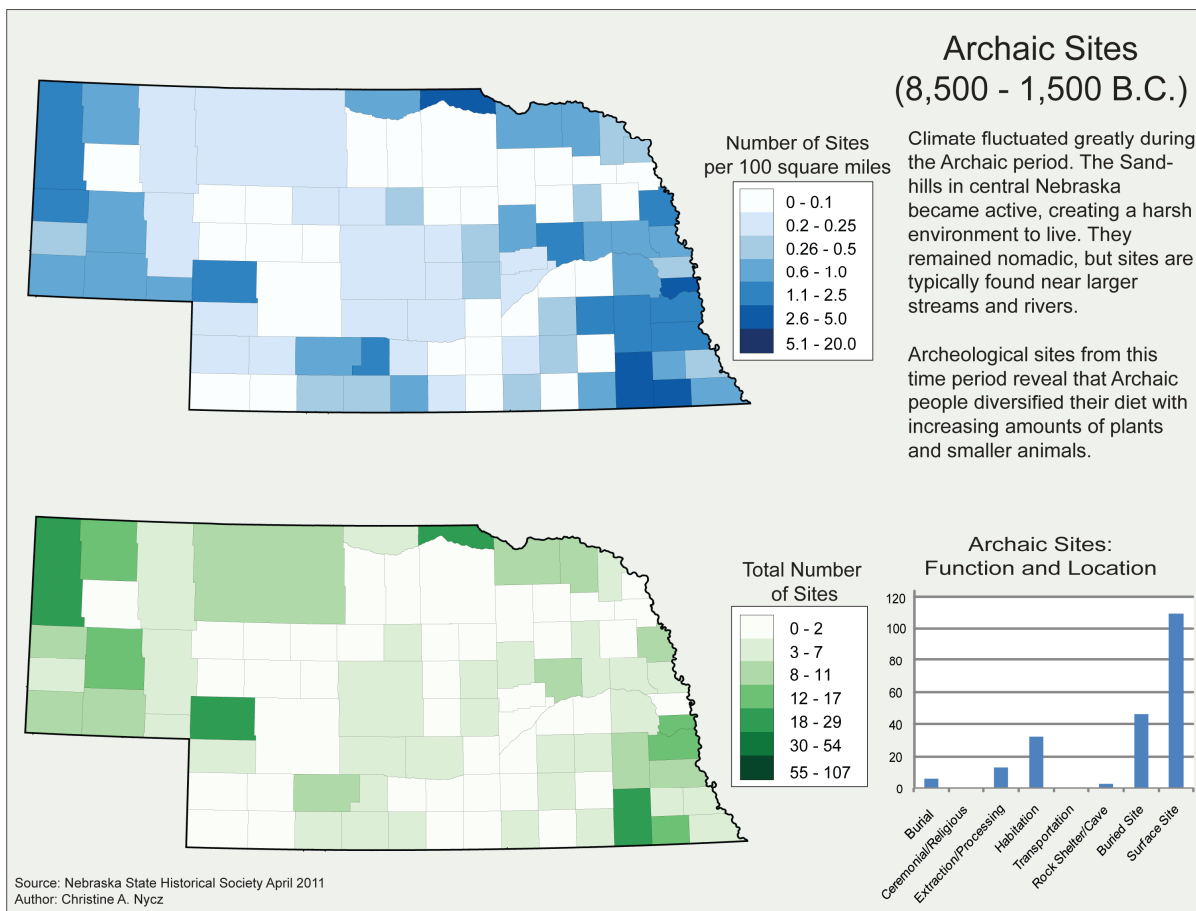 Archaic Sites
(8,500 - 1,500 B.C.)
Climate fluctuated greatly during
the Archaic period. The Sand-
hills in central Nebraska
became active, creating a harsh
environment to live. They
remained nomadic, but sites are
typically found near larger
streams and rivers.
Archeological sites from this
time period reveal that Archaic
people diversified their diet with
increasing amounts of plants
and smaller animals.
Number of Sites
per 100 square miles
0 - 0.1
0.2 - 0.25
0.26 - 0.5
0.6 - 1.0
1.1 - 2.5
2.6 - 5.0
5.1 - 20.0
Total Number
of Sites
0 - 2
3 - 7
8 - 11
12 - 17
18 - 29
30 - 54
55 - 107
Archaic Sites:
Function and Location
120
100
80
60
40
20
0
Burial
Ceremonial/Religious
Extraction/Processing
Habitation
Transportation
Rock Shelter/Cave
Buried Site
Surface Site
Source: Nebraska State Historical Society April 2011
Author: Christine A. Nycz